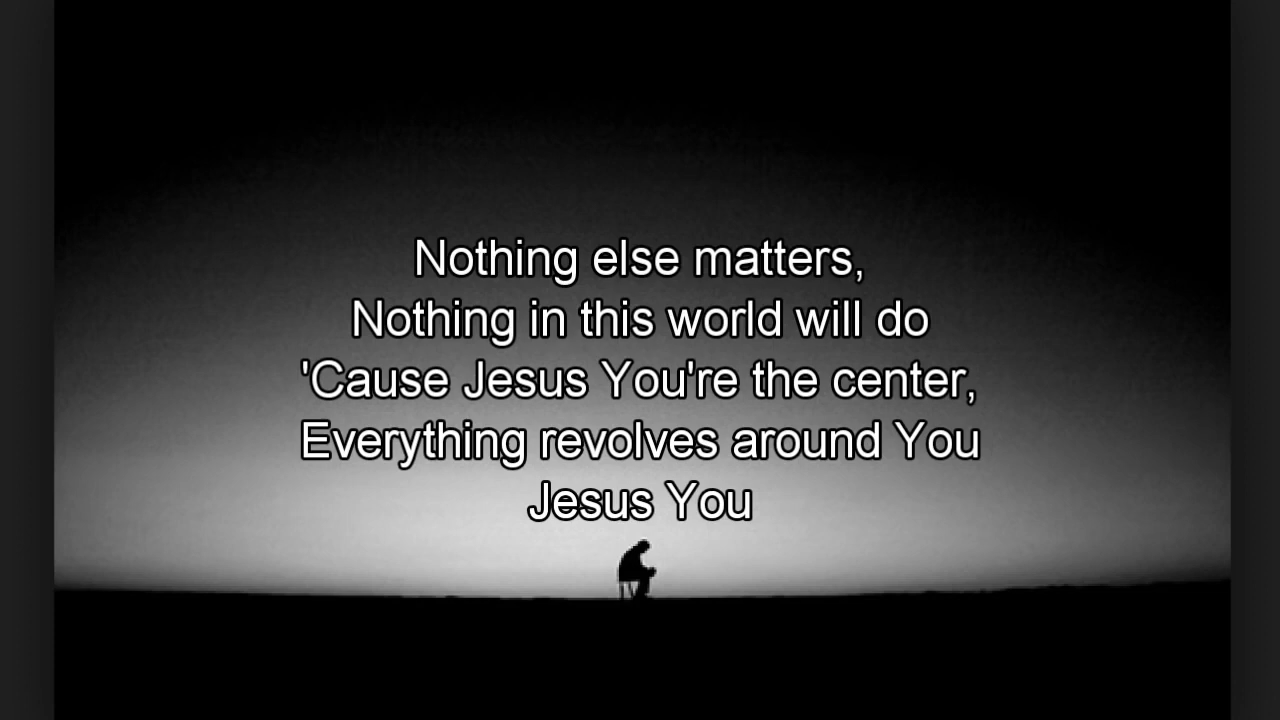 Nothing else matters,
Nothing in this world will do
'Cause Jesus You're the center,
Everything revolves around You
Jesus You